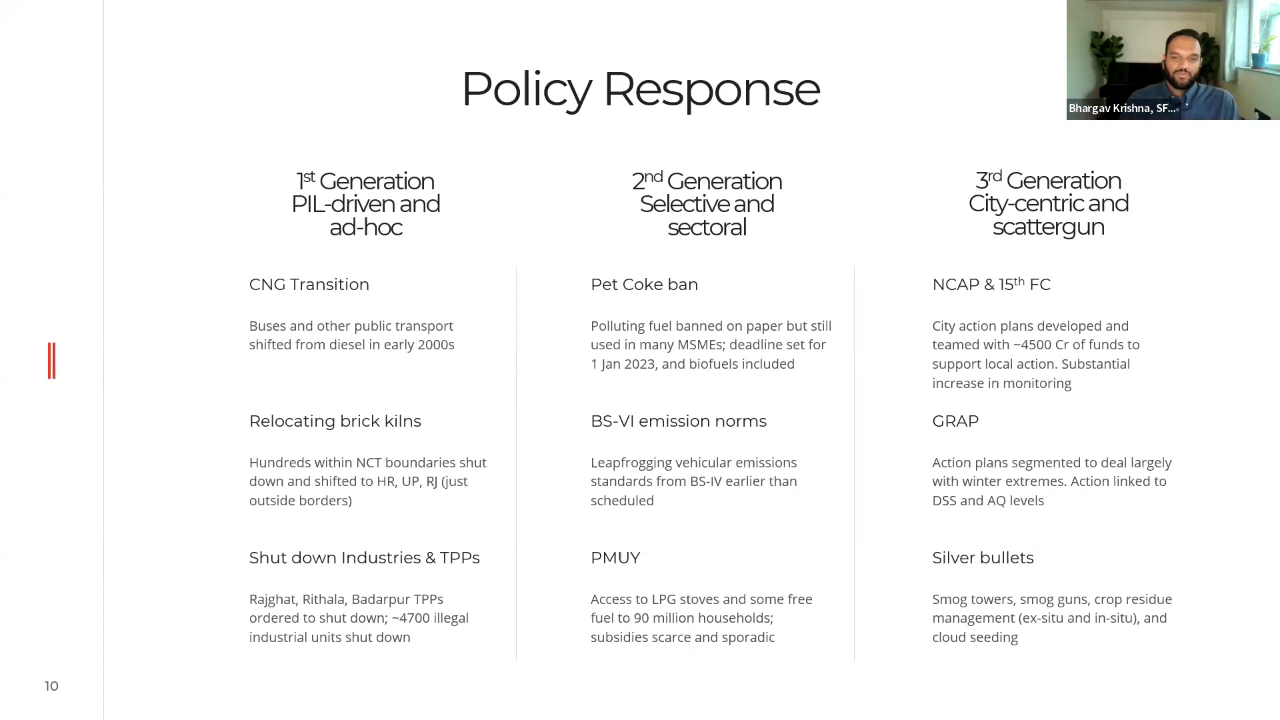 Policy Response
Bhargav Krishna, SF...
1st Generation
PIL-driven and
ad-hoc
CNG Transition
Buses and other public transport
shifted from diesel in early 2000s
Relocating brick kilns
Hundreds within NCT boundaries shut
down and shifted to HR, UP, RJ (just
outside borders)
Shut down Industries & TPPs
Rajghat, Rithala, Badarpur TPPs
ordered to shut down; ~4700 illegal
industrial units shut down
2nd Generation
Selective and
sectoral
Pet Coke ban
Polluting fuel banned on paper but still
used in many MSMEs; deadline set for
1 Jan 2023, and biofuels included
BS-VI emission norms
Leapfrogging vehicular emissions
standards from BS-IV earlier than
scheduled
PMUY
Access to LPG stoves and some free
fuel to 90 million households;
subsidies scarce and sporadic
3rd Generation
City-centric and
scattergun
NCAP & 15th FC
City action plans developed and
teamed with ~4500 Cr of funds to
support local action. Substantial
increase in monitoring
GRAP
Action plans segmented to deal largely
with winter extremes. Action linked to
DSS and AQ levels
Silver bullets
Smog towers, smog guns, crop residue
management (ex-situ and in-situ), and
cloud seeding
10